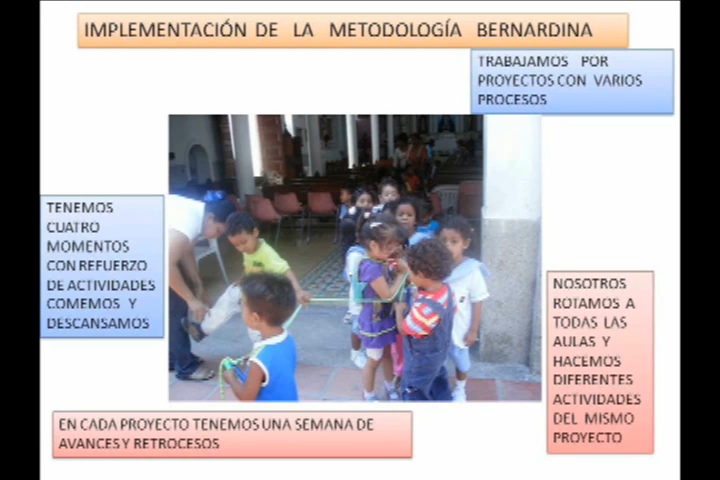 IMPLEMENTACIÓN DE LA METODOLOGÍA BERNARDINA
TRABAJAMOS POR
PROYECTOS CON VARIOS
PROCESOS
TENEMOS
CUATRO
MOMENTOS
CON REFUERZO
DE ACTIVIDADES
COMEMOS Y
DESCANSAMOS
NOSOTROS
ROTAMOS A
TODAS LAS
AULAS Y
HACEMOS
DIFERENTES
ACTIVIDADES
DEL MISMO
PROYECTO
EN CADA PROYECTO TENEMOS UNA SEMANA DE
AVANCES Y RETROCESOS